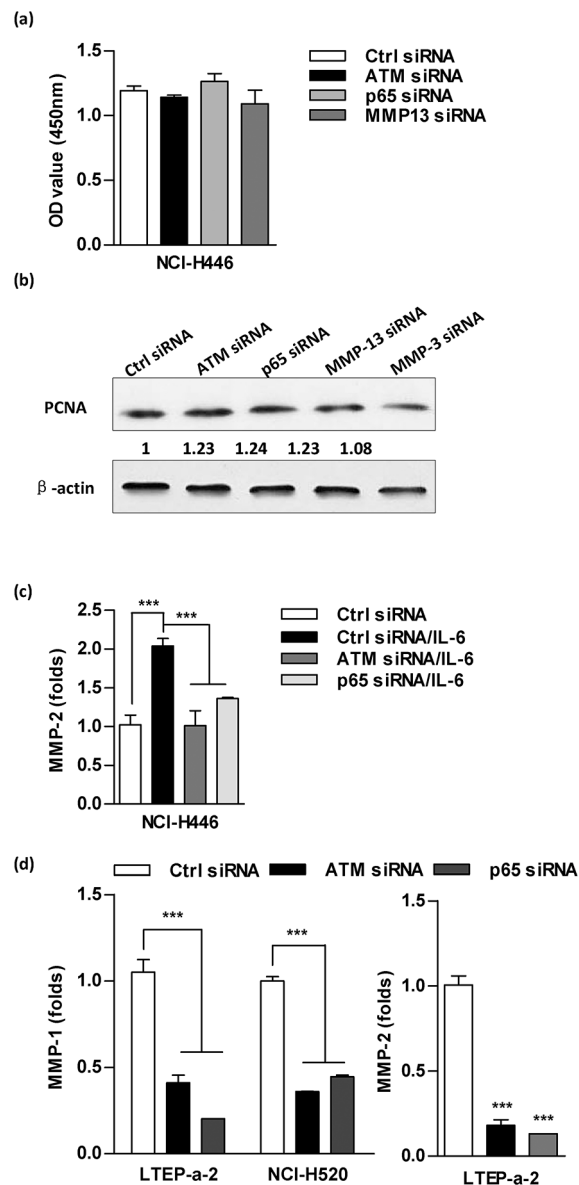 (a)
Ctrl siRNA
ATM siRNA
p65 siRNA
MMP13 siRNA
OD value (450nm)
1.5
1.0
0.5
0.0
NCI-H446
(b)
Ctrl siRNA ATM siRNA p65 siRNA MMP-13 siRNA MMP-3 siRNA
PCNA
1 1.23 1.24 1.23 1.08
β-actin
(c)
*** ***
Ctrl siRNA
Ctrl siRNA/IL-6
ATM siRNA/IL-6
p65 siRNA/IL-6
MMP-2 (folds)
2.5
2.0
1.5
1.0
0.5
0.0
NCI-H446
(d)
Ctrl siRNA ATM siRNA p65 siRNA
MMP-1 (folds)
1.5
1.0
0.5
0.0
*** ***
LTEP-a-2 NCI-H520
MMP-2 (folds)
1.5
1.0
0.5
0.0
*** ***
LTEP-a-2